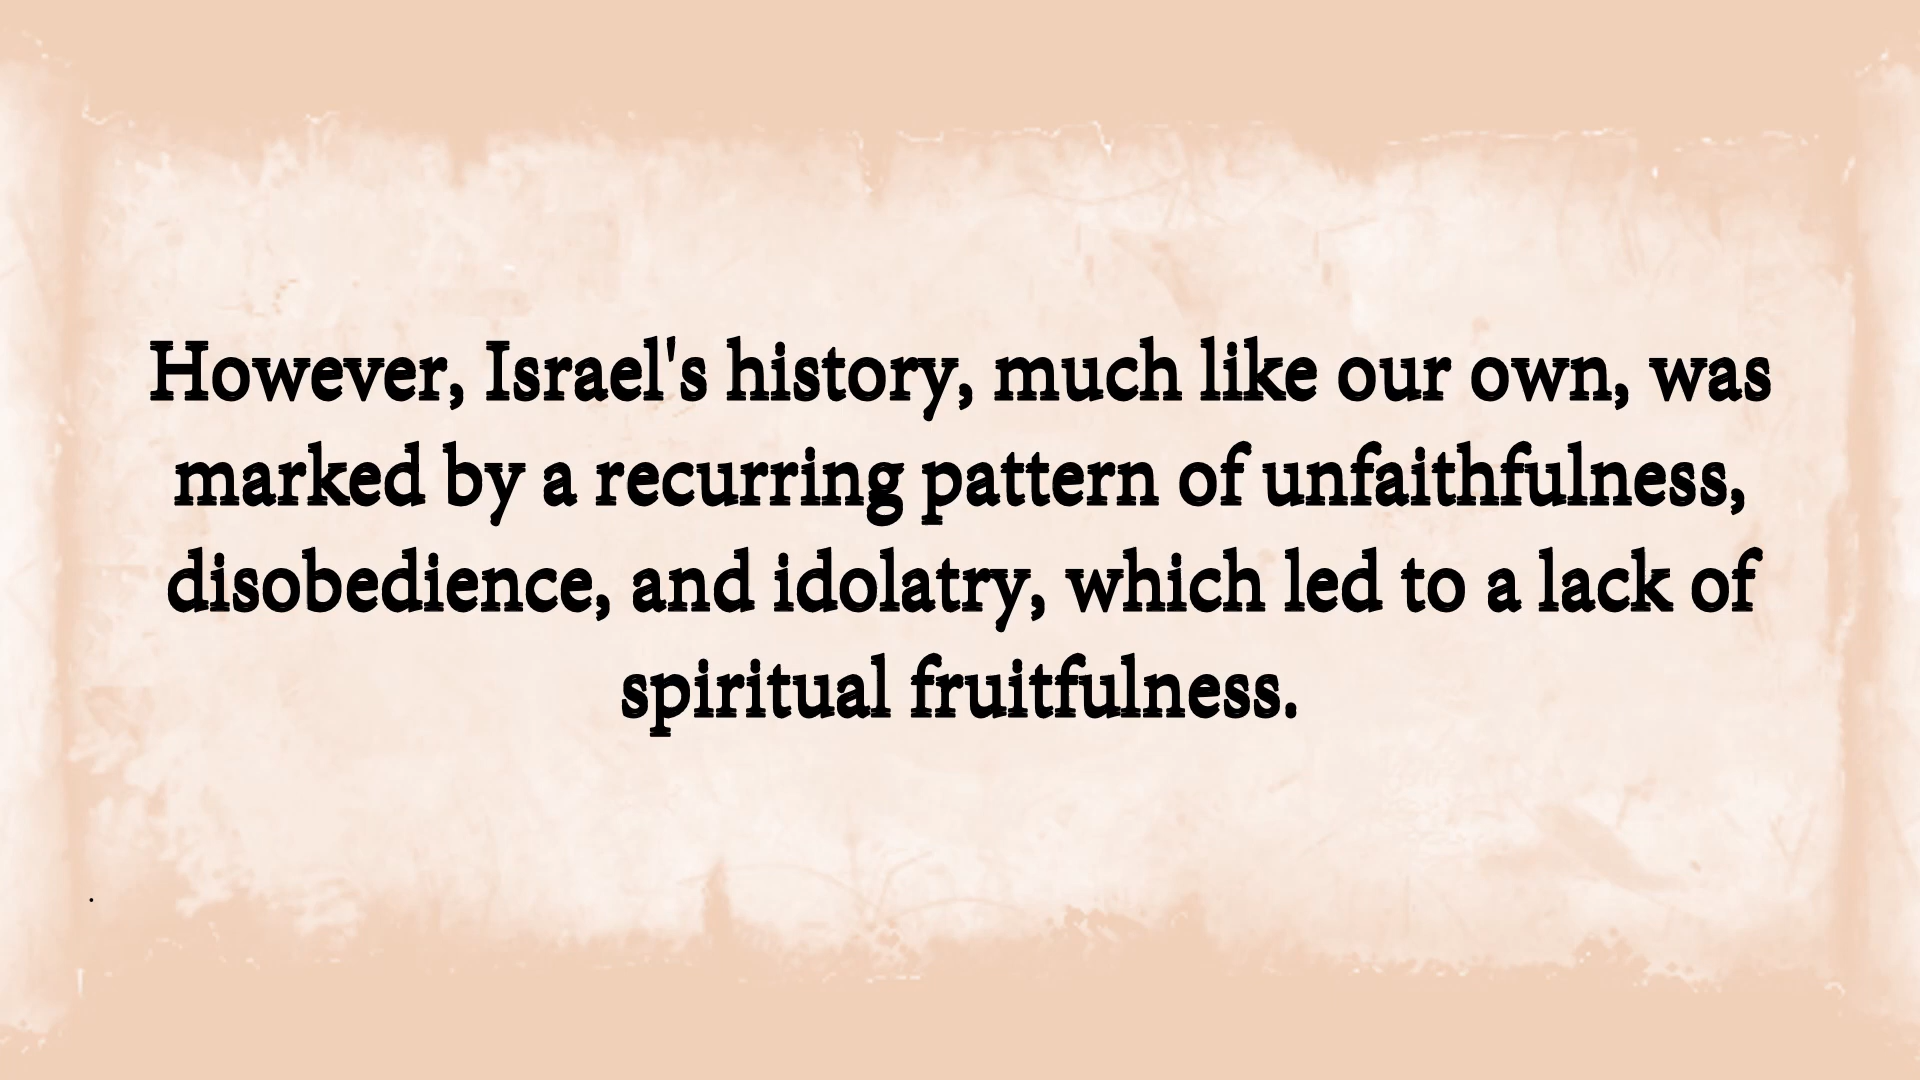 However, Israel's history, much like our own, was
marked by a recurring pattern of unfaithfulness,
disobedience, and idolatry, which led to a lack of
spiritual fruitfulness.
.